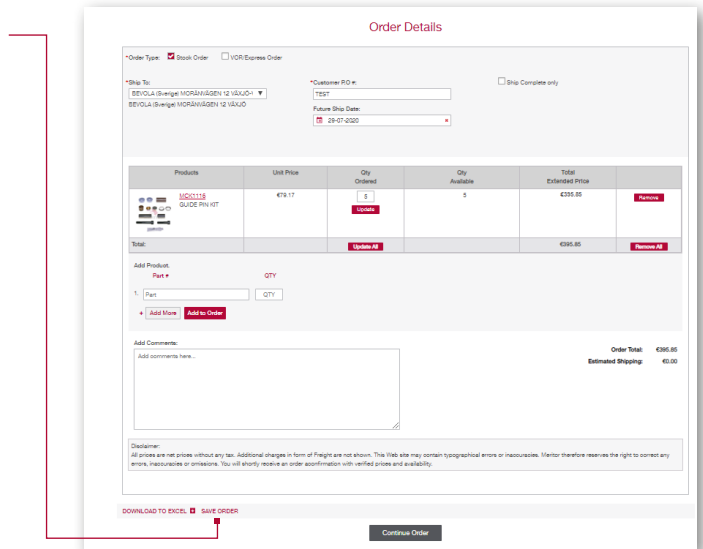 Order Details
*Order Type: Stock Order VOR/Express Order
*Ship To: *Customer P.O #: Ship Complete only
BEVOLA (Sverige) MORÄNVÄGEN 12 VÄXJÖ-
BEVOLA (Sverige) MORÄNVÄGEN 12 VÄXJÖ
TEST
Future Ship Date:
29-07-2020
Products Unit Price Qty Ordered Qty Available Total Extended Price
MCK1116 €79.17 5 5 €395.85 Remove
GUIDE PIN KIT
Update
Total: Update All €395.85 Remove All
Add Product.
Part # QTY
1. Part QTY
+ Add More Add to Order
Add Comments:
Add comments here...
Order Total: €395.85
Estimated Shipping: €0.00
Disclaimer:
All prices are net prices without any tax. Additional charges in form of Freight are not shown. This Web site may contain typographical errors or inaccuracies. Meritor therefore reserves the right to correct any
errors, inaccuracies or omissions. You will shortly receive an order aconfirmation with verified prices and availability.
DOWNLOAD TO EXCEL SAVE ORDER
Continue Order